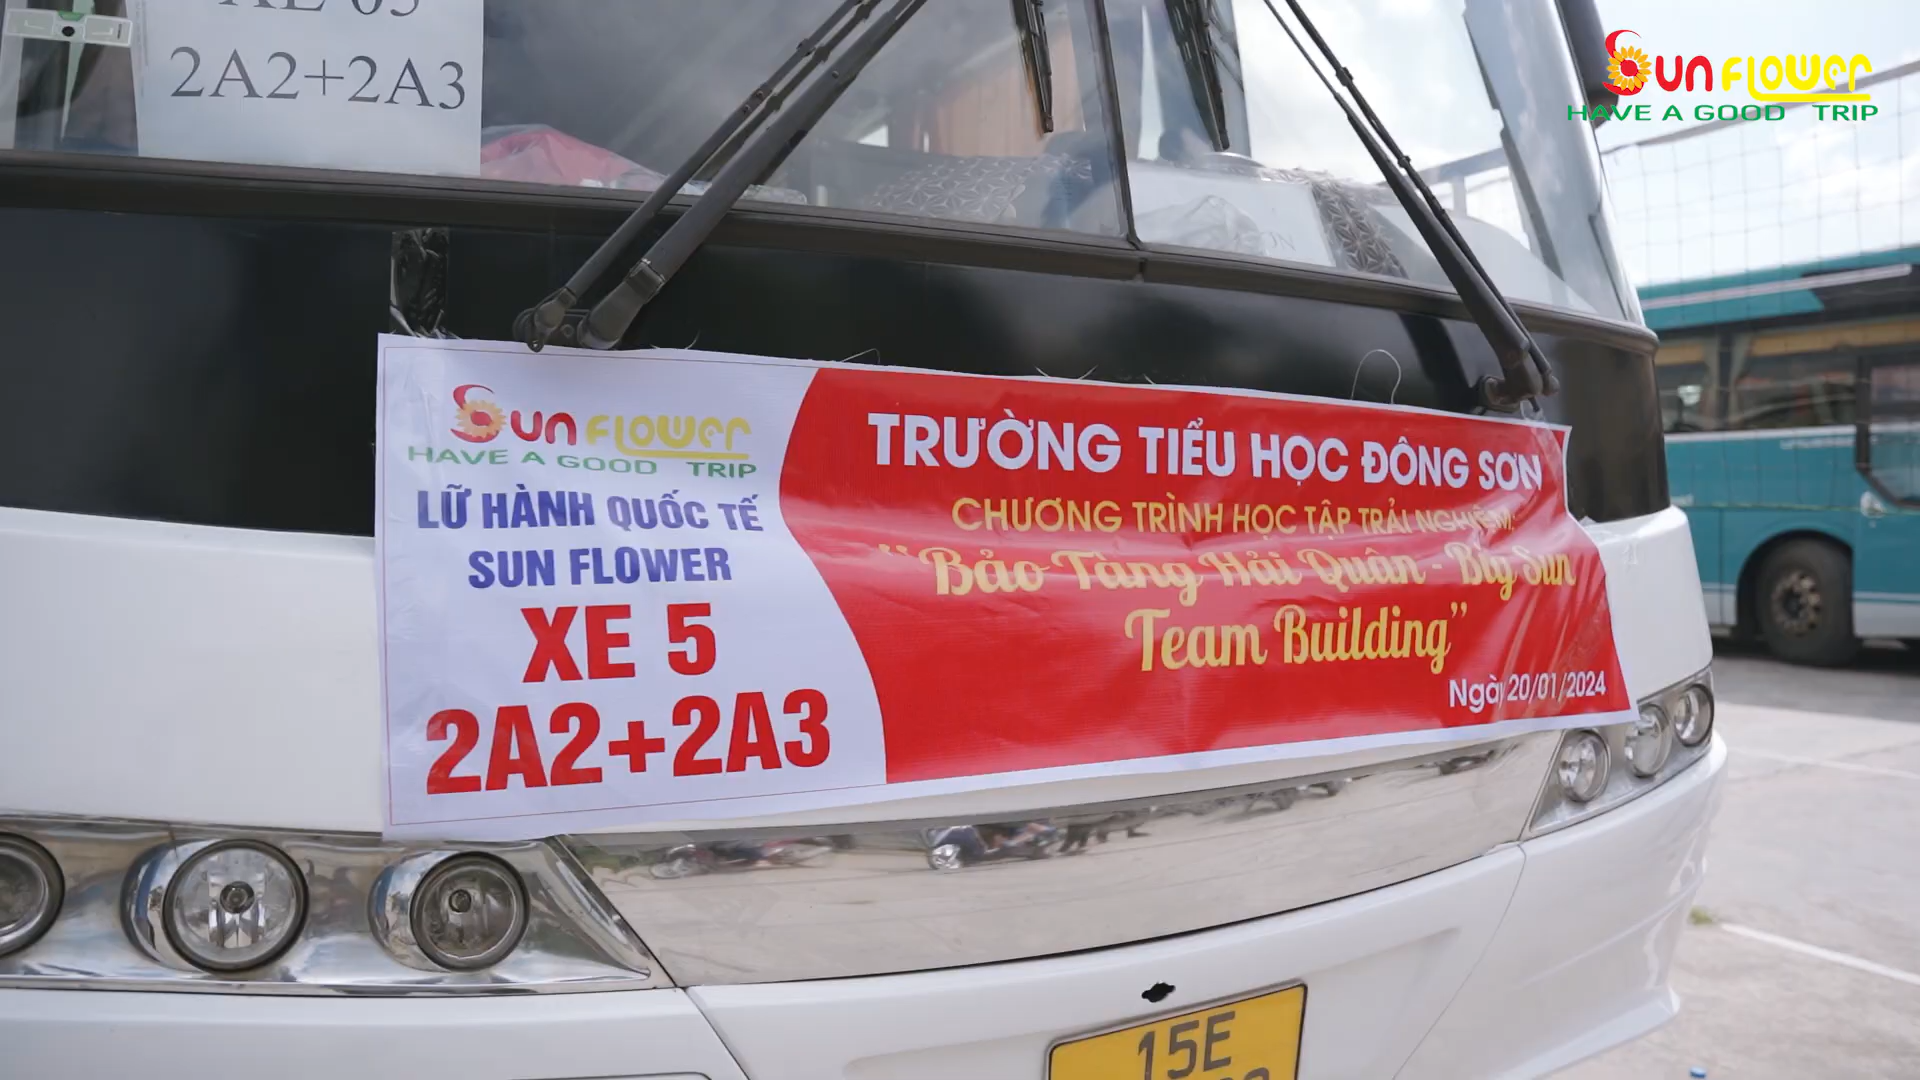 XE 05
2A2+2A3
Sun Flower
HAVE A GOOD TRIP
Sun Flower
HAVE A GOOD TRIP
LỮ HÀNH QUỐC TẾ
SUN FLOWER
XE 5
2A2+2A3
TRƯỜNG TIỂU HỌC ĐÔNG SƠN
CHƯƠNG TRÌNH HỌC TẬP TRẢI NGHIỆM:
“Bảo Tàng Hải Quân - Big Sun
Team Building”
Ngày 20/01/2024
15E